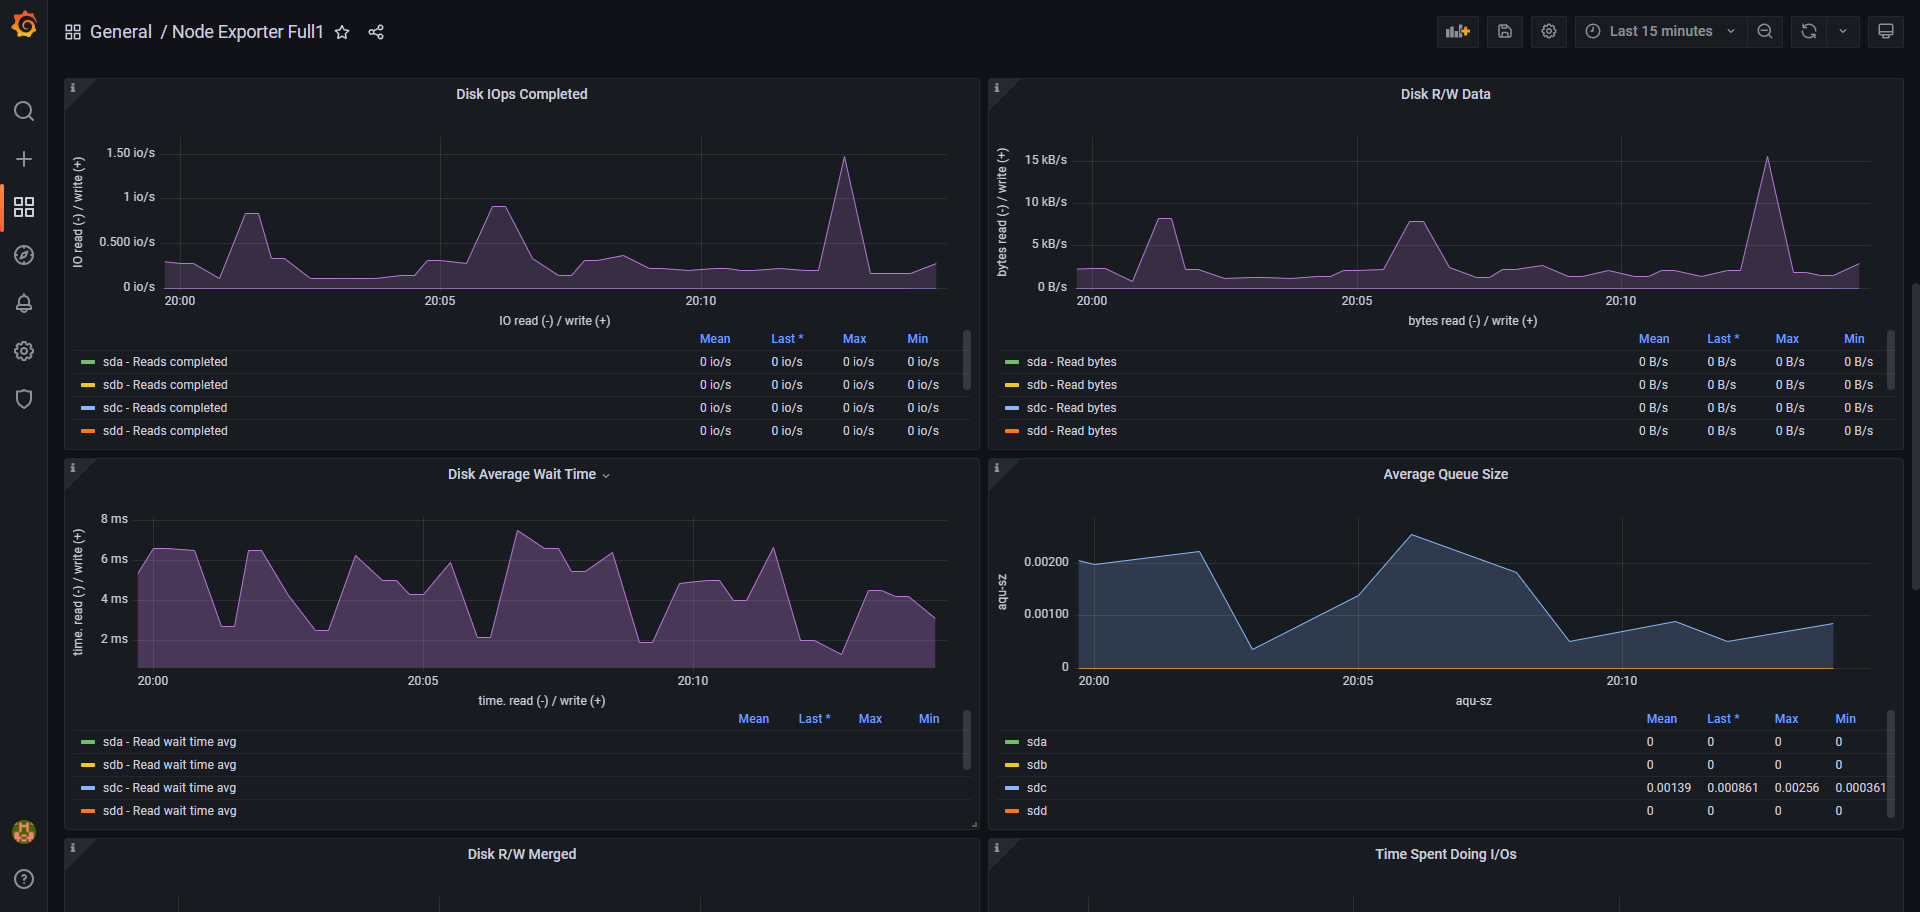 General / Node Exporter Full1
Last 15 minutes
i
Disk IOps Completed
IO read (-) / write (+)
1.50 io/s
1 io/s
0.500 io/s
0 io/s
20:00 20:05 20:10
IO read (-) / write (+)
Mean Last * Max Min
sda - Reads completed 0 io/s 0 io/s 0 io/s 0 io/s
sdb - Reads completed 0 io/s 0 io/s 0 io/s 0 io/s
sdc - Reads completed 0 io/s 0 io/s 0 io/s 0 io/s
sdd - Reads completed 0 io/s 0 io/s 0 io/s 0 io/s
i
Disk R/W Data
bytes read (-) / write (+)
15 kB/s
10 kB/s
5 kB/s
0 B/s
20:00 20:05 20:10
bytes read (-) / write (+)
Mean Last * Max Min
sda - Read bytes 0 B/s 0 B/s 0 B/s 0 B/s
sdb - Read bytes 0 B/s 0 B/s 0 B/s 0 B/s
sdc - Read bytes 0 B/s 0 B/s 0 B/s 0 B/s
sdd - Read bytes 0 B/s 0 B/s 0 B/s 0 B/s
i
Disk Average Wait Time
time. read (-) / write (+)
8 ms
6 ms
4 ms
2 ms
20:00 20:05 20:10
time. read (-) / write (+)
Mean Last * Max Min
sda - Read wait time avg
sdb - Read wait time avg
sdc - Read wait time avg
sdd - Read wait time avg
i
Average Queue Size
aqu-sz
0.00200
0.00100
0
20:00 20:05 20:10
aqu-sz
Mean Last * Max Min
sda 0 0 0 0
sdb 0 0 0 0
sdc 0.00139 0.000861 0.00256 0.000361
sdd 0 0 0 0
i
Disk R/W Merged
i
Time Spent Doing I/Os